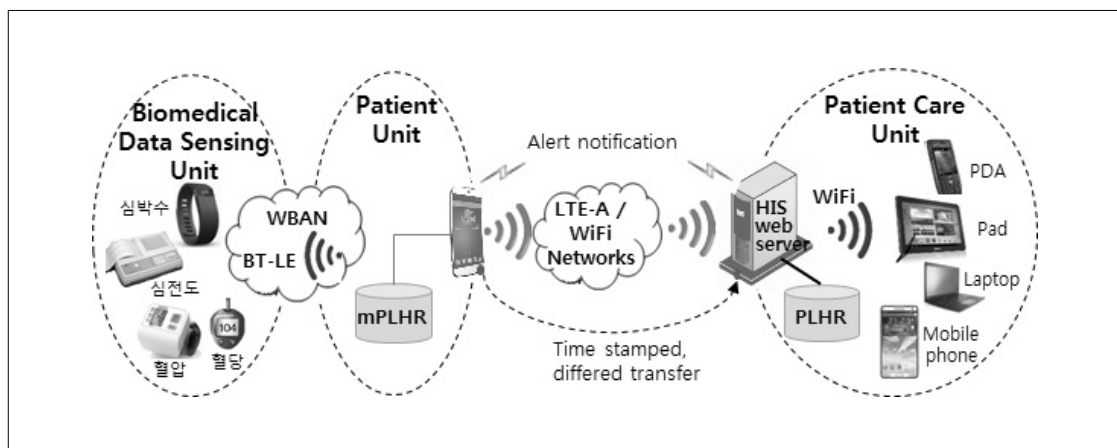 Biomedical
Data Sensing
Unit
심박수
심전도
혈압
104
혈당
WBAN
BT-LE
Patient
Unit
mPLHR
Alert notification
LTE-A /
WiFi
Networks
Time stamped,
differed transfer
Patient Care
Unit
HIS
web
server
WiFi
PLHR
PDA
Pad
Laptop
Mobile
phone